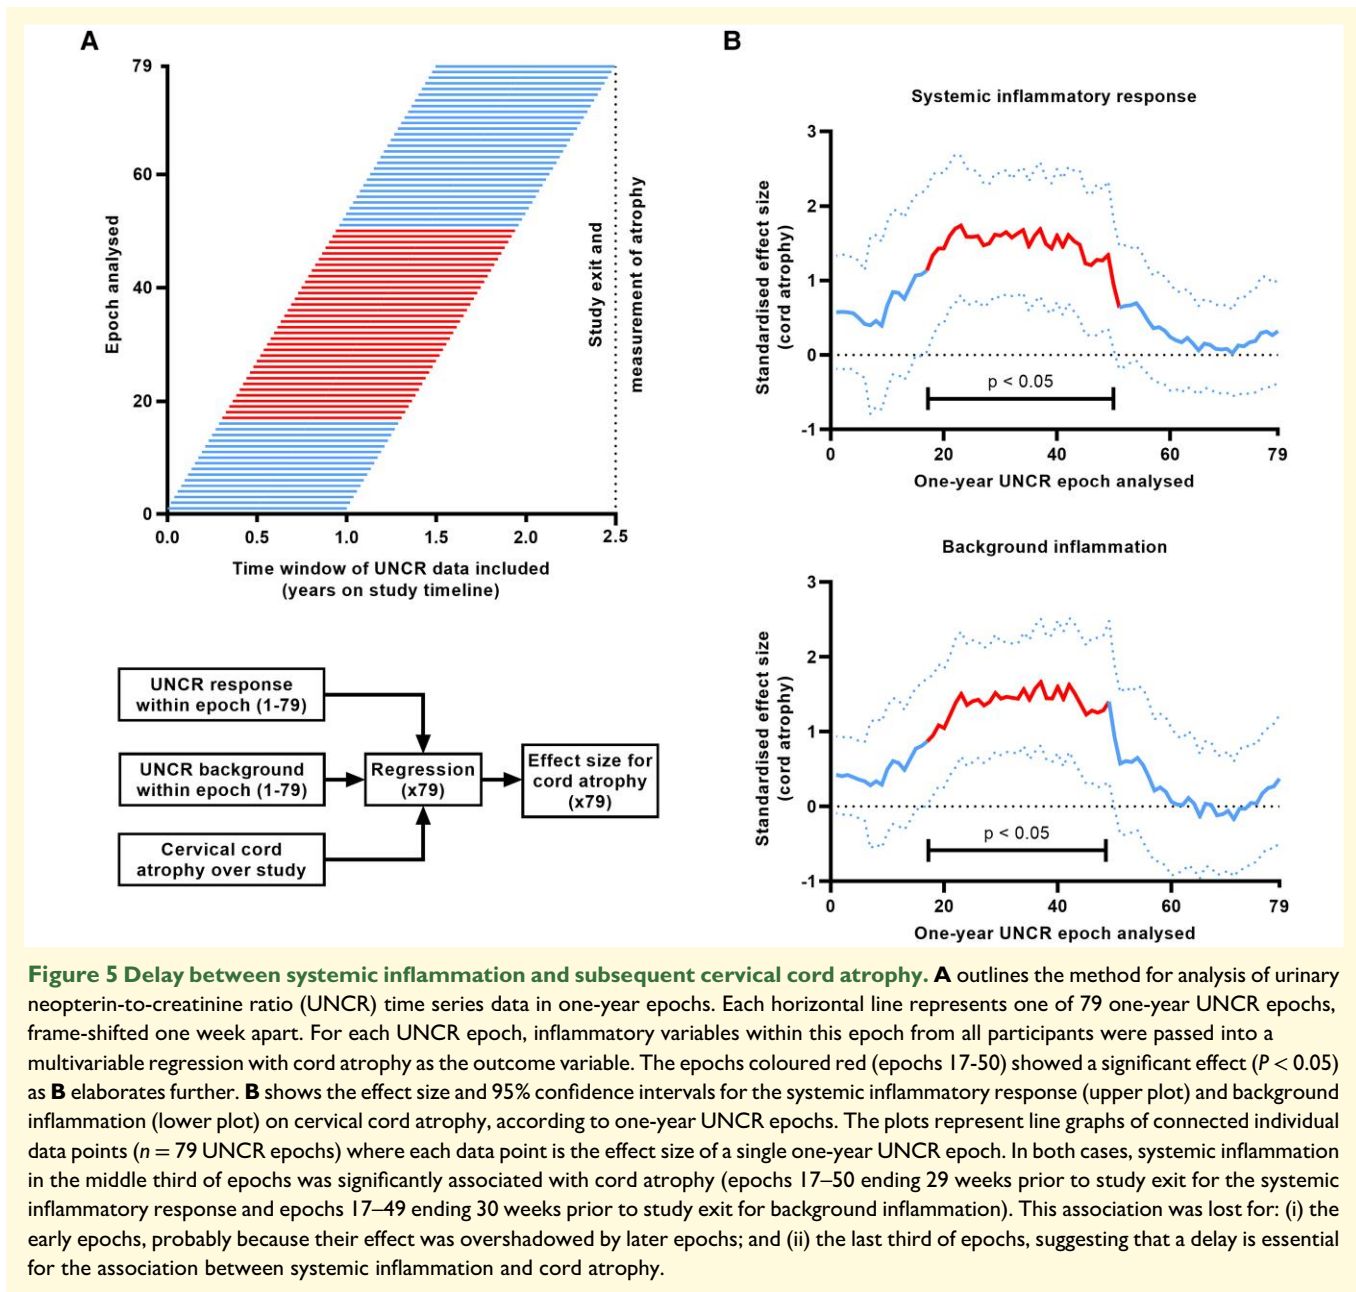 A
79
60
40
20
0
Epoch analysed
0.0 0.5 1.0 1.5 2.0 2.5
Time window of UNCR data included
(years on study timeline)
Study exit and
measurement of atrophy
UNCR response
within epoch (1-79)
UNCR background
within epoch (1-79)
Cervical cord
atrophy over study
Regression
(x79)
Effect size for
cord atrophy
(x79)
B
Systemic inflammatory response
3
2
1
0
-1
Standardised effect size
(cord atrophy)
p < 0.05
0 20 40 60 79
One-year UNCR epoch analysed
Background inflammation
3
2
1
0
-1
Standardised effect size
(cord atrophy)
p < 0.05
0 20 40 60 79
One-year UNCR epoch analysed
Figure 5 Delay between systemic inflammation and subsequent cervical cord atrophy. A outlines the method for analysis of urinary
neopterin-to-creatinine ratio (UNCR) time series data in one-year epochs. Each horizontal line represents one of 79 one-year UNCR epochs,
frame-shifted one week apart. For each UNCR epoch, inflammatory variables within this epoch from all participants were passed into a
multivariable regression with cord atrophy as the outcome variable. The epochs coloured red (epochs 17-50) showed a significant effect (P < 0.05)
as B elaborates further. B shows the effect size and 95% confidence intervals for the systemic inflammatory response (upper plot) and background
inflammation (lower plot) on cervical cord atrophy, according to one-year UNCR epochs. The plots represent line graphs of connected individual
data points (n = 79 UNCR epochs) where each data point is the effect size of a single one-year UNCR epoch. In both cases, systemic inflammation
in the middle third of epochs was significantly associated with cord atrophy (epochs 17–50 ending 29 weeks prior to study exit for the systemic
inflammatory response and epochs 17–49 ending 30 weeks prior to study exit for background inflammation). This association was lost for: (i) the
early epochs, probably because their effect was overshadowed by later epochs; and (ii) the last third of epochs, suggesting that a delay is essential
for the association between systemic inflammation and cord atrophy.